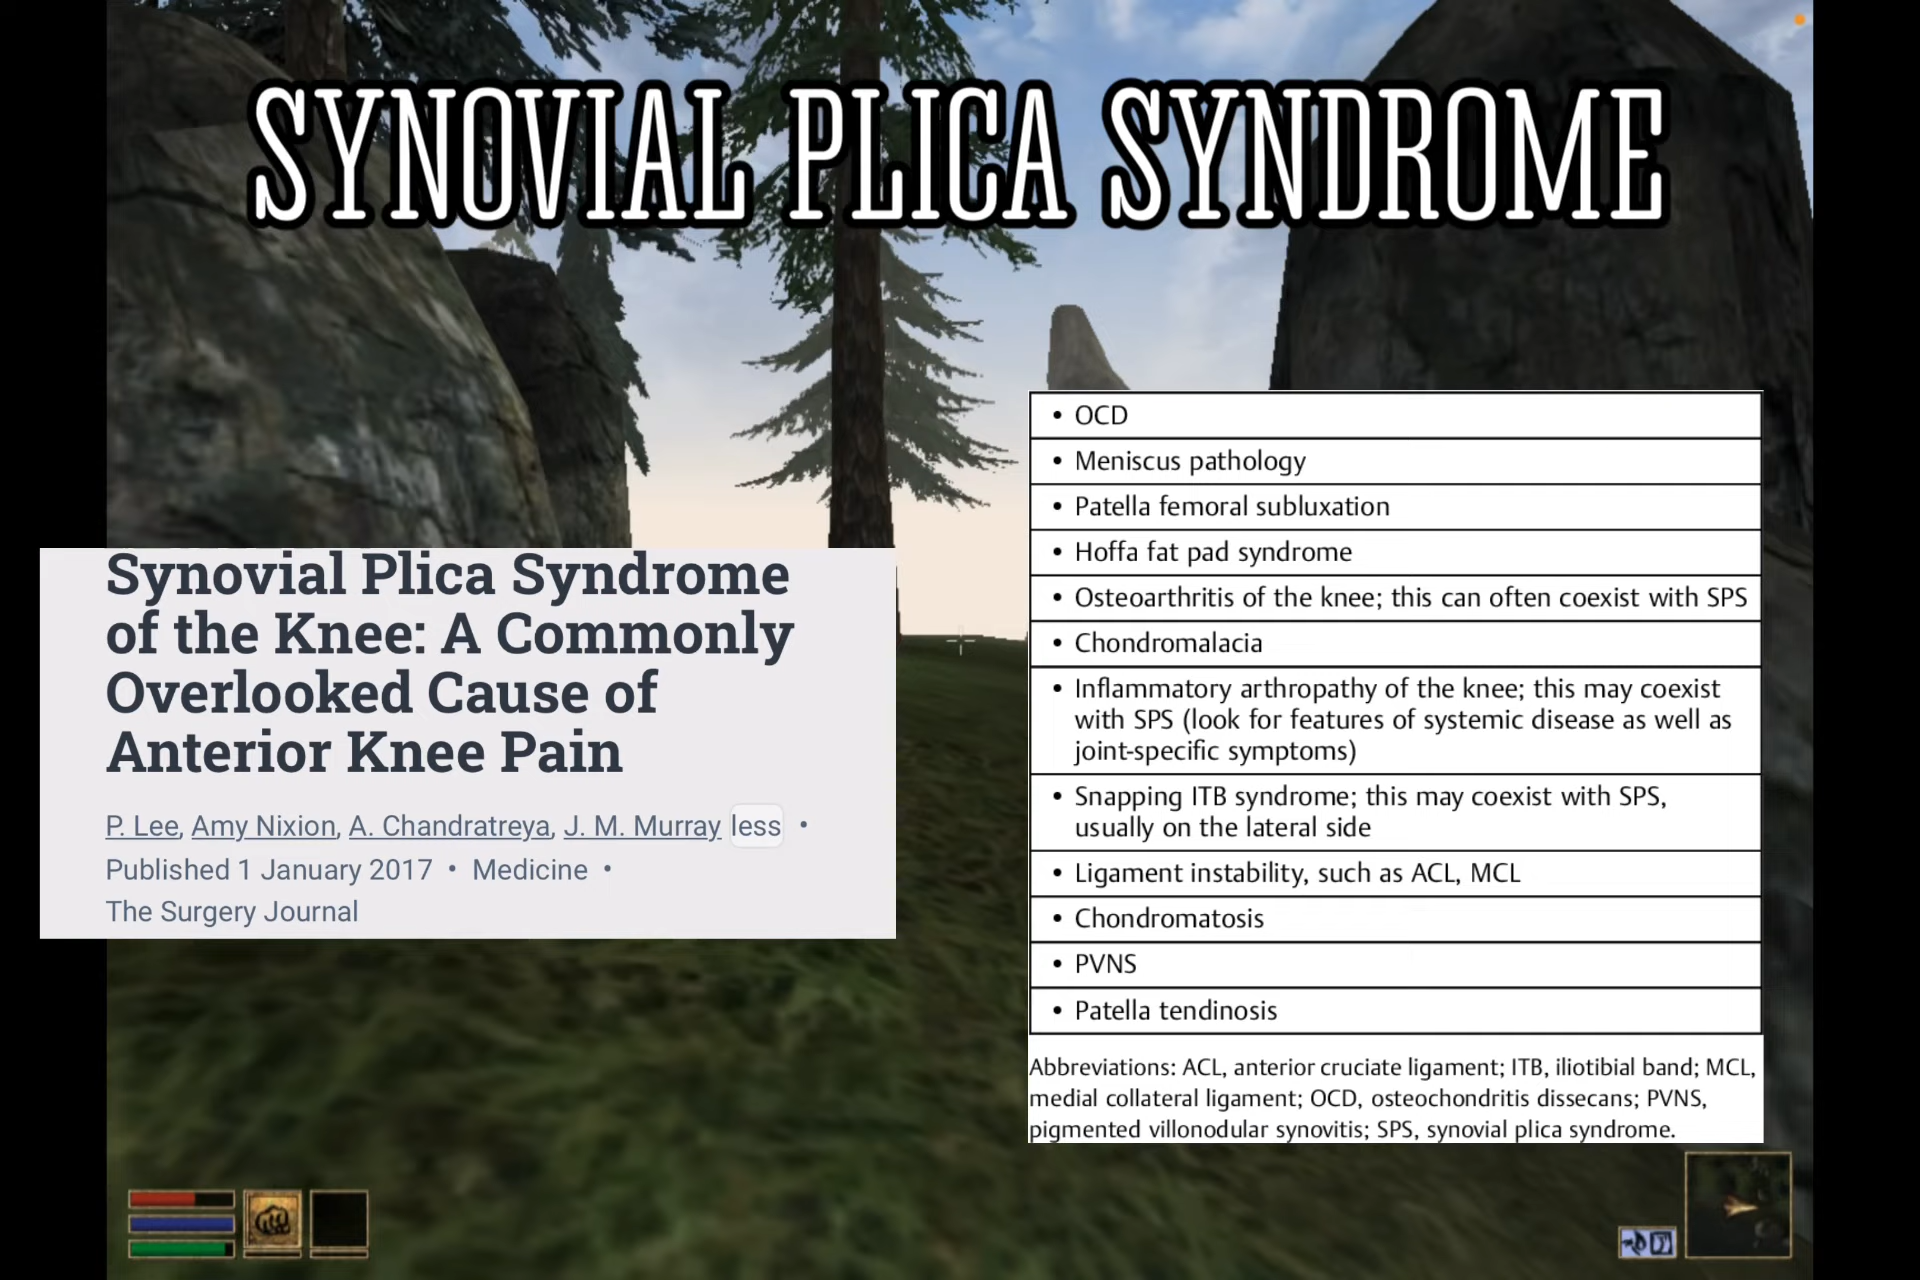 SYNOVIAL PLICA SYNDROME
Synovial Plica Syndrome
of the Knee: A Commonly
Overlooked Cause of
Anterior Knee Pain
P. Lee, Amy Nixion, A. Chandratreya, J. M. Murray less •
Published 1 January 2017 • Medicine •
The Surgery Journal
• OCD
• Meniscus pathology
• Patella femoral subluxation
• Hoffa fat pad syndrome
• Osteoarthritis of the knee; this can often coexist with SPS
• Chondromalacia
• Inflammatory arthropathy of the knee; this may coexist
with SPS (look for features of systemic disease as well as
joint-specific symptoms)
• Snapping ITB syndrome; this may coexist with SPS,
usually on the lateral side
• Ligament instability, such as ACL, MCL
• Chondromatosis
• PVNS
• Patella tendinosis
Abbreviations: ACL, anterior cruciate ligament; ITB, iliotibial band; MCL,
medial collateral ligament; OCD, osteochondritis dissecans; PVNS,
pigmented villonodular synovitis; SPS, synovial plica syndrome.